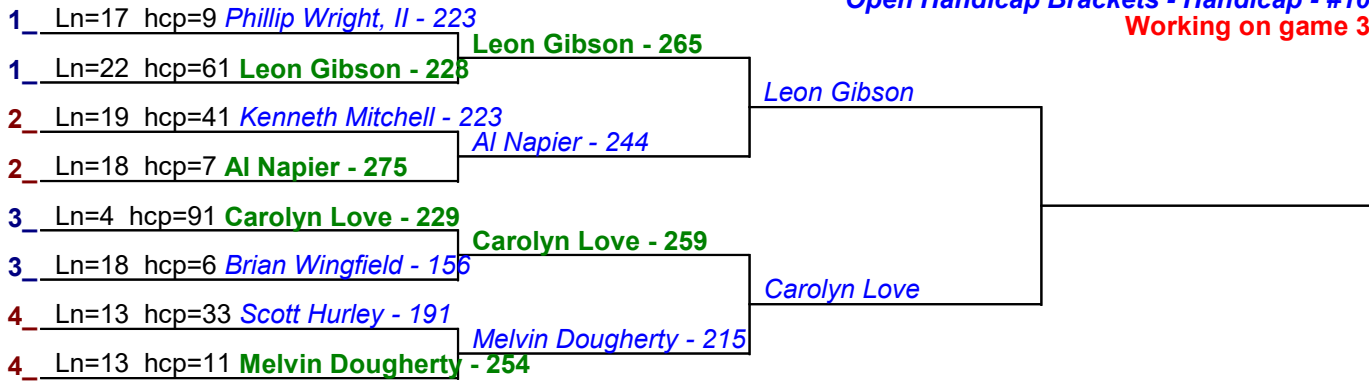 Open Handicap Brackets - Handicap - #10
Working on game 3
1_ Ln=17 hcp=9 Phillip Wright, II - 223
Leon Gibson - 265
1_ Ln=22 hcp=61 Leon Gibson - 228
Leon Gibson
2_ Ln=19 hcp=41 Kenneth Mitchell - 223
Al Napier - 244
2_ Ln=18 hcp=7 Al Napier - 275
3_ Ln=4 hcp=91 Carolyn Love - 229
Carolyn Love - 259
3_ Ln=18 hcp=6 Brian Wingfield - 156
Carolyn Love
4_ Ln=13 hcp=33 Scott Hurley - 191
Melvin Dougherty - 215
4_ Ln=13 hcp=11 Melvin Dougherty - 254